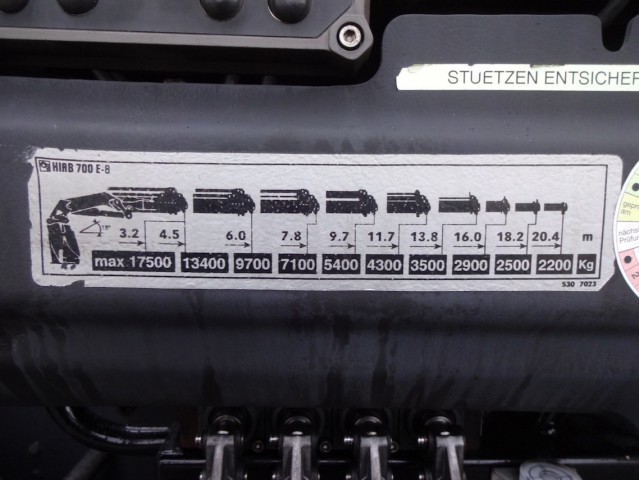 STUETZEN ENTSICHER
HIAB 700 E-8
3.2 4.5 6.0 7.8 9.7 11.7 13.8 16.0 18.2 20.4 m
max 17500 13400 9700 7100 5400 4300 3500 2900 2500 2200 Kg
530 7023